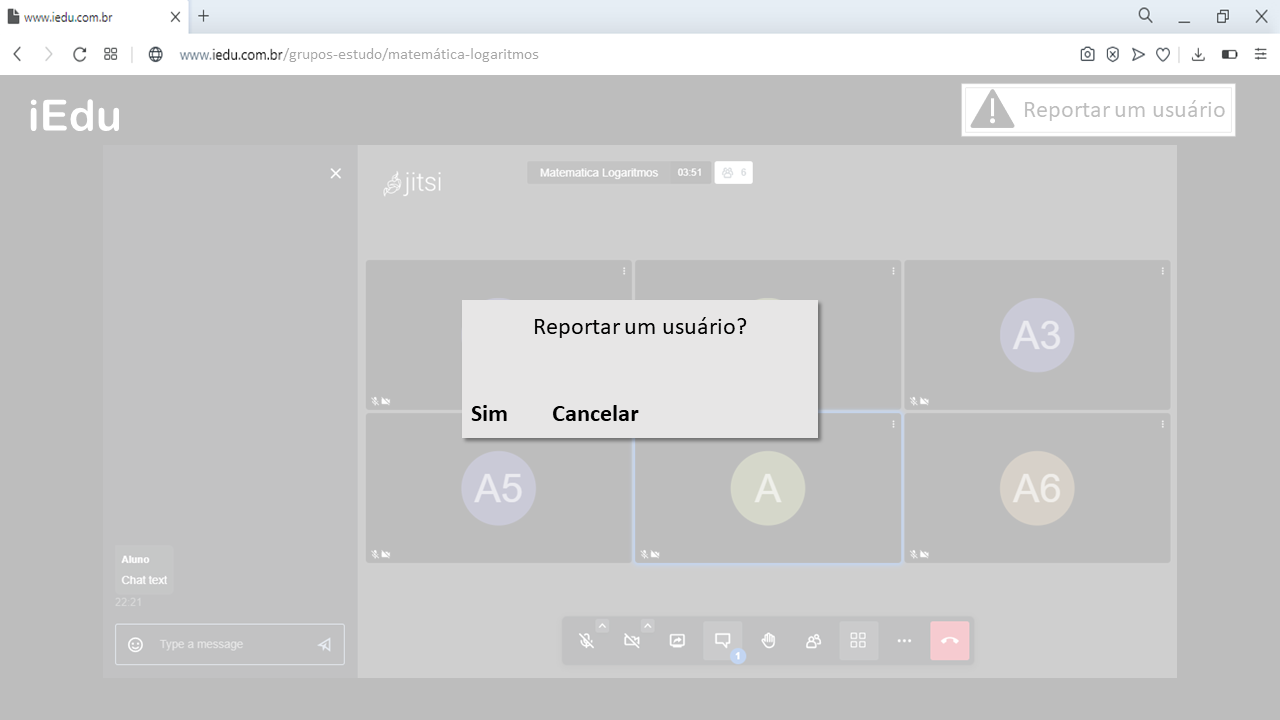 www.iedu.com.br
www.iedu.com.br/grupos-estudo/matemática-logaritmos
iEdu
Reportar um usuário
jitsi
Matematica Logaritmos 03:51 6
A3
Reportar um usuário?
Sim Cancelar
A5 A A6
Aluno
Chat text
22:21
Type a message
1